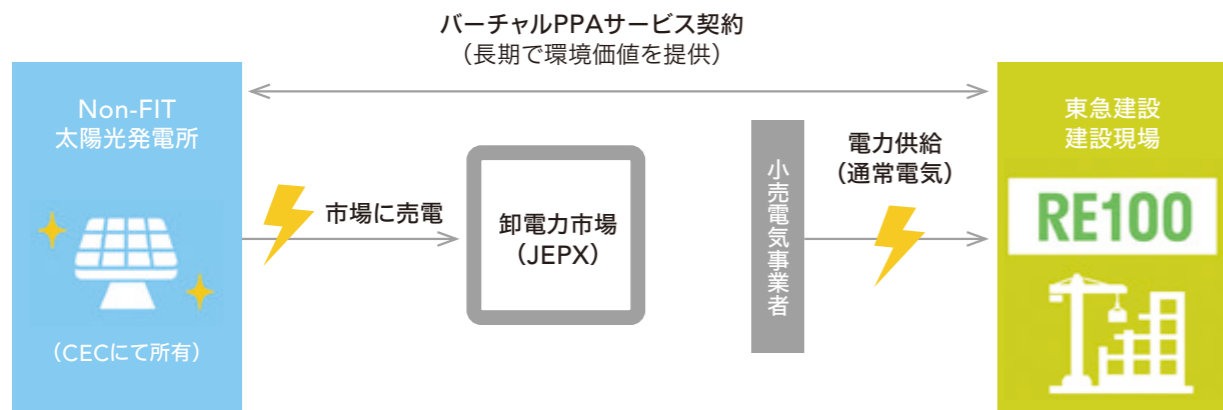 バーチャルPPAサービス契約
（長期で環境価値を提供）
Non-FIT
太陽光発電所
（CECにて所有）
市場に売電
卸電力市場
（JEPX）
小売電気事業者
電力供給
（通常電気）
東急建設
建設現場
RE100